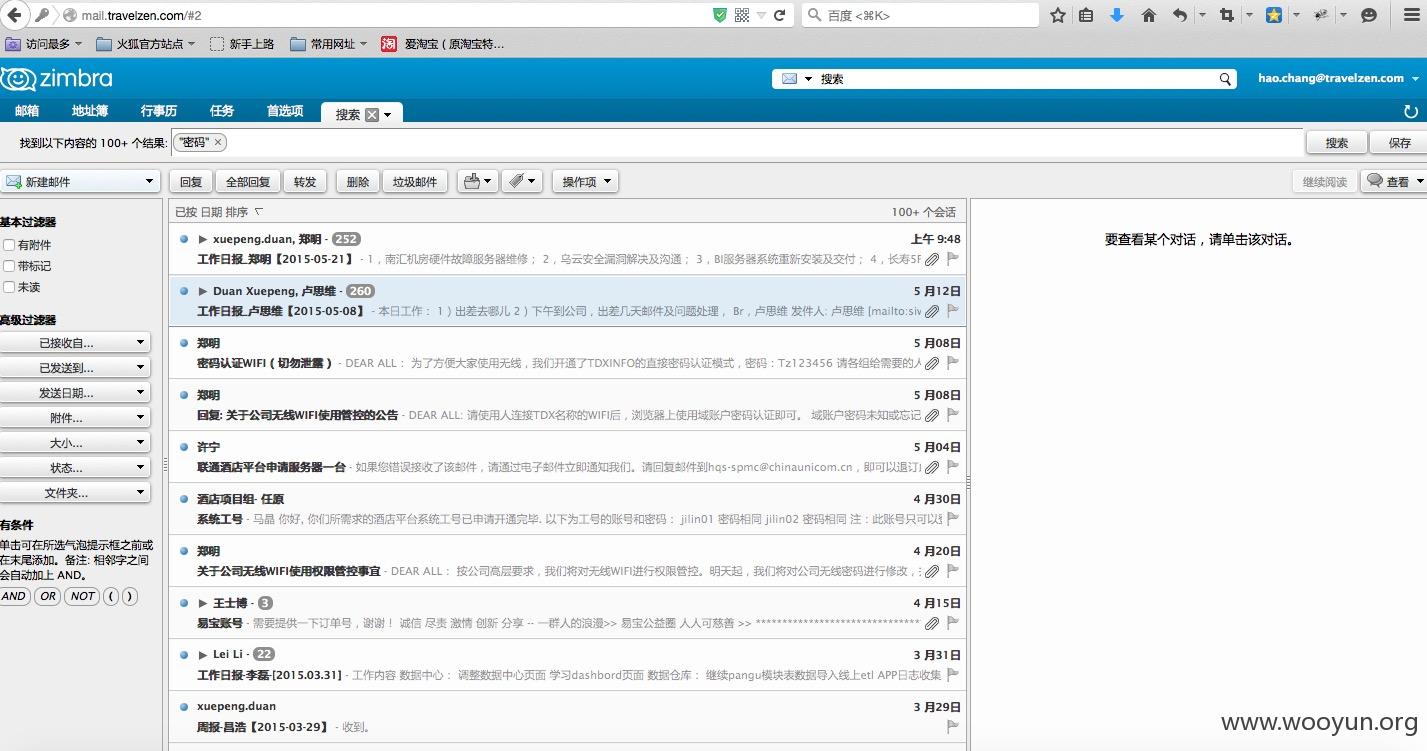 mail.travelzen.com/#2
百度 <⌘K>
访问最多
火狐官方站点
新手上路
常用网址
爱淘宝（原淘宝特...
zimbra
搜索
hao.chang@travelzen.com
邮箱 地址簿 行事历 任务 首选项 搜索
找到以下内容的 100+ 个结果: "密码"
搜索 保存
新建邮件 回复 全部回复 转发 删除 垃圾邮件 操作项 继续阅读 查看
基本过滤器
有附件
带标记
未读
高级过滤器
已接收自...
已发送到...
发送日期...
附件...
大小...
状态...
文件夹...
有条件
单击可在所选气泡提示框之前或
在末尾添加。备注: 相邻字之间
会自动加上 AND。
AND OR NOT ( )
已按 日期 排序 100+ 个会话
xuepeng.duan, 郑明 - 252 上午 9:48
工作日报_郑明【2015-05-21】 - 1，南汇机房硬件故障服务器维修； 2，乌云安全漏洞解决及沟通； 3，BI服务器系统重新安装及交付； 4，长寿5F
Duan Xuepeng, 卢思维 - 260 5 月12日
工作日报_卢思维【2015-05-08】 - 本日工作： 1）出差去哪儿 2）下午到公司，出差几天邮件及问题处理， Br，卢思维 发件人: 卢思维 [mailto:siw
郑明 5 月08日
密码认证WIFI（切勿泄露） - DEAR ALL： 为了方便大家使用无线，我们开通了TDXINFO的直接密码认证模式，密码：Tz123456 请各组给需要的人
郑明 5 月08日
回复: 关于公司无线WIFI使用管控的公告 - DEAR ALL: 请使用人连接TDX名称的WIFI后，浏览器上使用域账户密码认证即可。 域账户密码未知或忘记
许宁 5 月04日
联通酒店平台申请服务器一台 - 如果您错误接收了该邮件，请通过电子邮件立即通知我们。请回复邮件到hqs-spmc@chinaunicom.cn，即可以退订
酒店项目组- 任原 4 月30日
系统工号 - 马晶 你好, 你们所需求的酒店平台系统工号已申请开通完毕. 以下为工号的账号和密码： jilin01 密码相同 jilin02 密码相同 注：此账号只可以
郑明 4 月20日
关于公司无线WIFI使用权限管控事宜 - DEAR ALL： 按公司高层要求，我们将对无线WIFI进行权限管控。明天起，我们将对公司无线密码进行修改，
王士博 - 3 4 月15日
易宝账号 - 需要提供一下订单号，谢谢！ 诚信 尽责 激情 创新 分享 -- 一群人的浪漫>> 易宝公益圈 人人可慈善 >> *********************************
Lei Li - 22 3 月31日
工作日报-李磊-[2015.03.31] - 工作内容 数据中心： 调整数据中心页面 学习dashbord页面 数据仓库： 继续pangu模块表数据导入线上etl APP日志收集
xuepeng.duan 3 月29日
周报-昌浩【2015-03-29】 - 收到。
要查看某个对话，请单击该对话。
www.wooyun.org